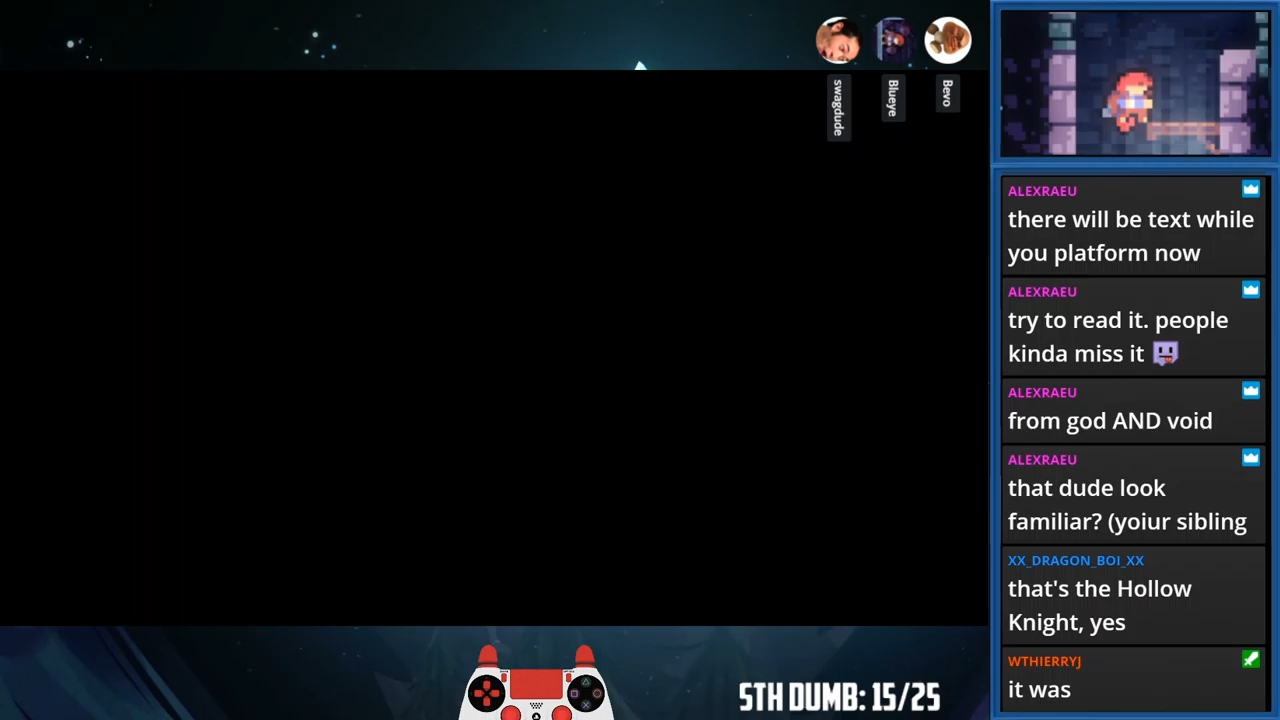 swagdude
Blueye
Bevo
ALEXRAEU
there will be text while
you platform now
ALEXRAEU
try to read it. people
kinda miss it
ALEXRAEU
from god AND void
ALEXRAEU
that dude look
familiar? (yoiur sibling
XX_DRAGON_BOI_XX
that's the Hollow
Knight, yes
WTHIERRYJ
it was
5TH DUMB: 15/25